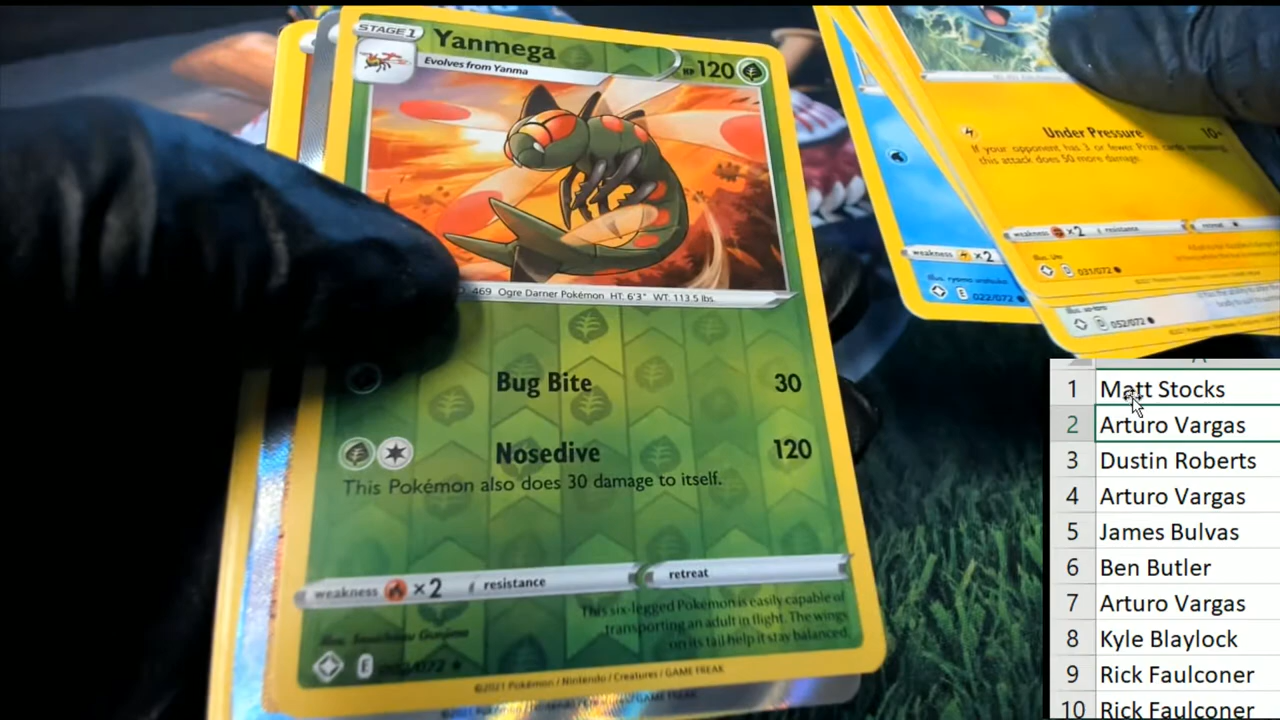 STAGE 1
Yanmega
Evolves from Yanma
HP 120
469 Ogre Darner Pokémon HT. 6'3" WT. 113.5 lbs.
Bug Bite 30
Nosedive 120
This Pokémon also does 30 damage to itself.
weakness ×2 resistance retreat
This six-legged Pokémon is easily capable of
transporting an adult in flight. The wings
on its tail help it stay balanced.
E
©2021 Pokémon / Nintendo / Creatures / GAME FREAK
Under Pressure 10+
If your opponent has 3 or fewer Prize cards remaining,
this attack does 50 more damage.
weakness ×2 resistance retreat
D 031/072
weakness ×2
E 022/072
D 052/072
1 Matt Stocks
2 Arturo Vargas
3 Dustin Roberts
4 Arturo Vargas
5 James Bulvas
6 Ben Butler
7 Arturo Vargas
8 Kyle Blaylock
9 Rick Faulconer
10 Rick Faulconer